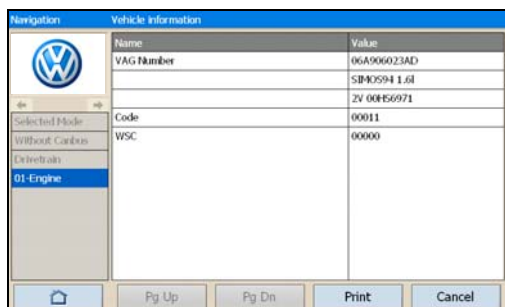 Navigation Vehicle information
Name Value
VAG Number 06A906023AD
SIMOS94 1.6l
2V 00HS6971
Selected Mode
Code 00011
Without Canbus
WSC 00000
Drivetrain
01-Engine
Pg Up Pg Dn Print Cancel